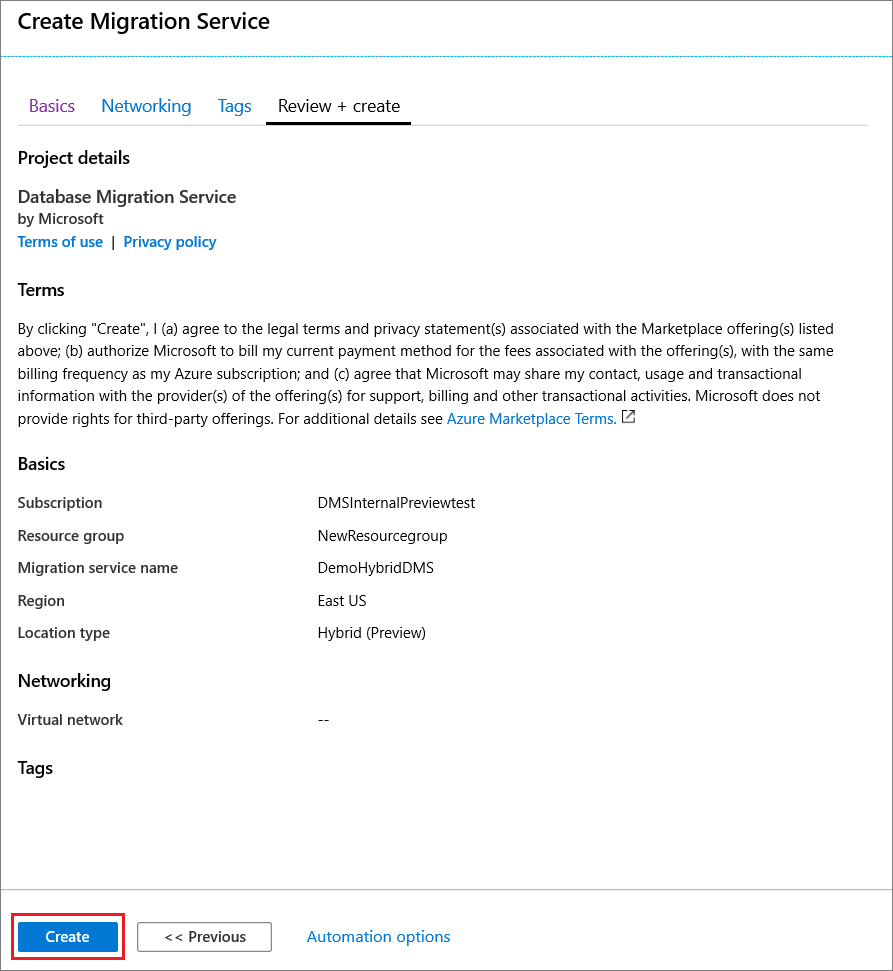 Create Migration Service
Basics Networking Tags Review + create
Project details
Database Migration Service
by Microsoft
Terms of use | Privacy policy
Terms
By clicking "Create", I (a) agree to the legal terms and privacy statement(s) associated with the Marketplace offering(s) listed
above; (b) authorize Microsoft to bill my current payment method for the fees associated with the offering(s), with the same
billing frequency as my Azure subscription; and (c) agree that Microsoft may share my contact, usage and transactional
information with the provider(s) of the offering(s) for support, billing and other transactional activities. Microsoft does not
provide rights for third-party offerings. For additional details see Azure Marketplace Terms.
Basics
Subscription DMSInternalPreviewtest
Resource group NewResourcegroup
Migration service name DemoHybridDMS
Region East US
Location type Hybrid (Preview)
Networking
Virtual network --
Tags
Create << Previous Automation options